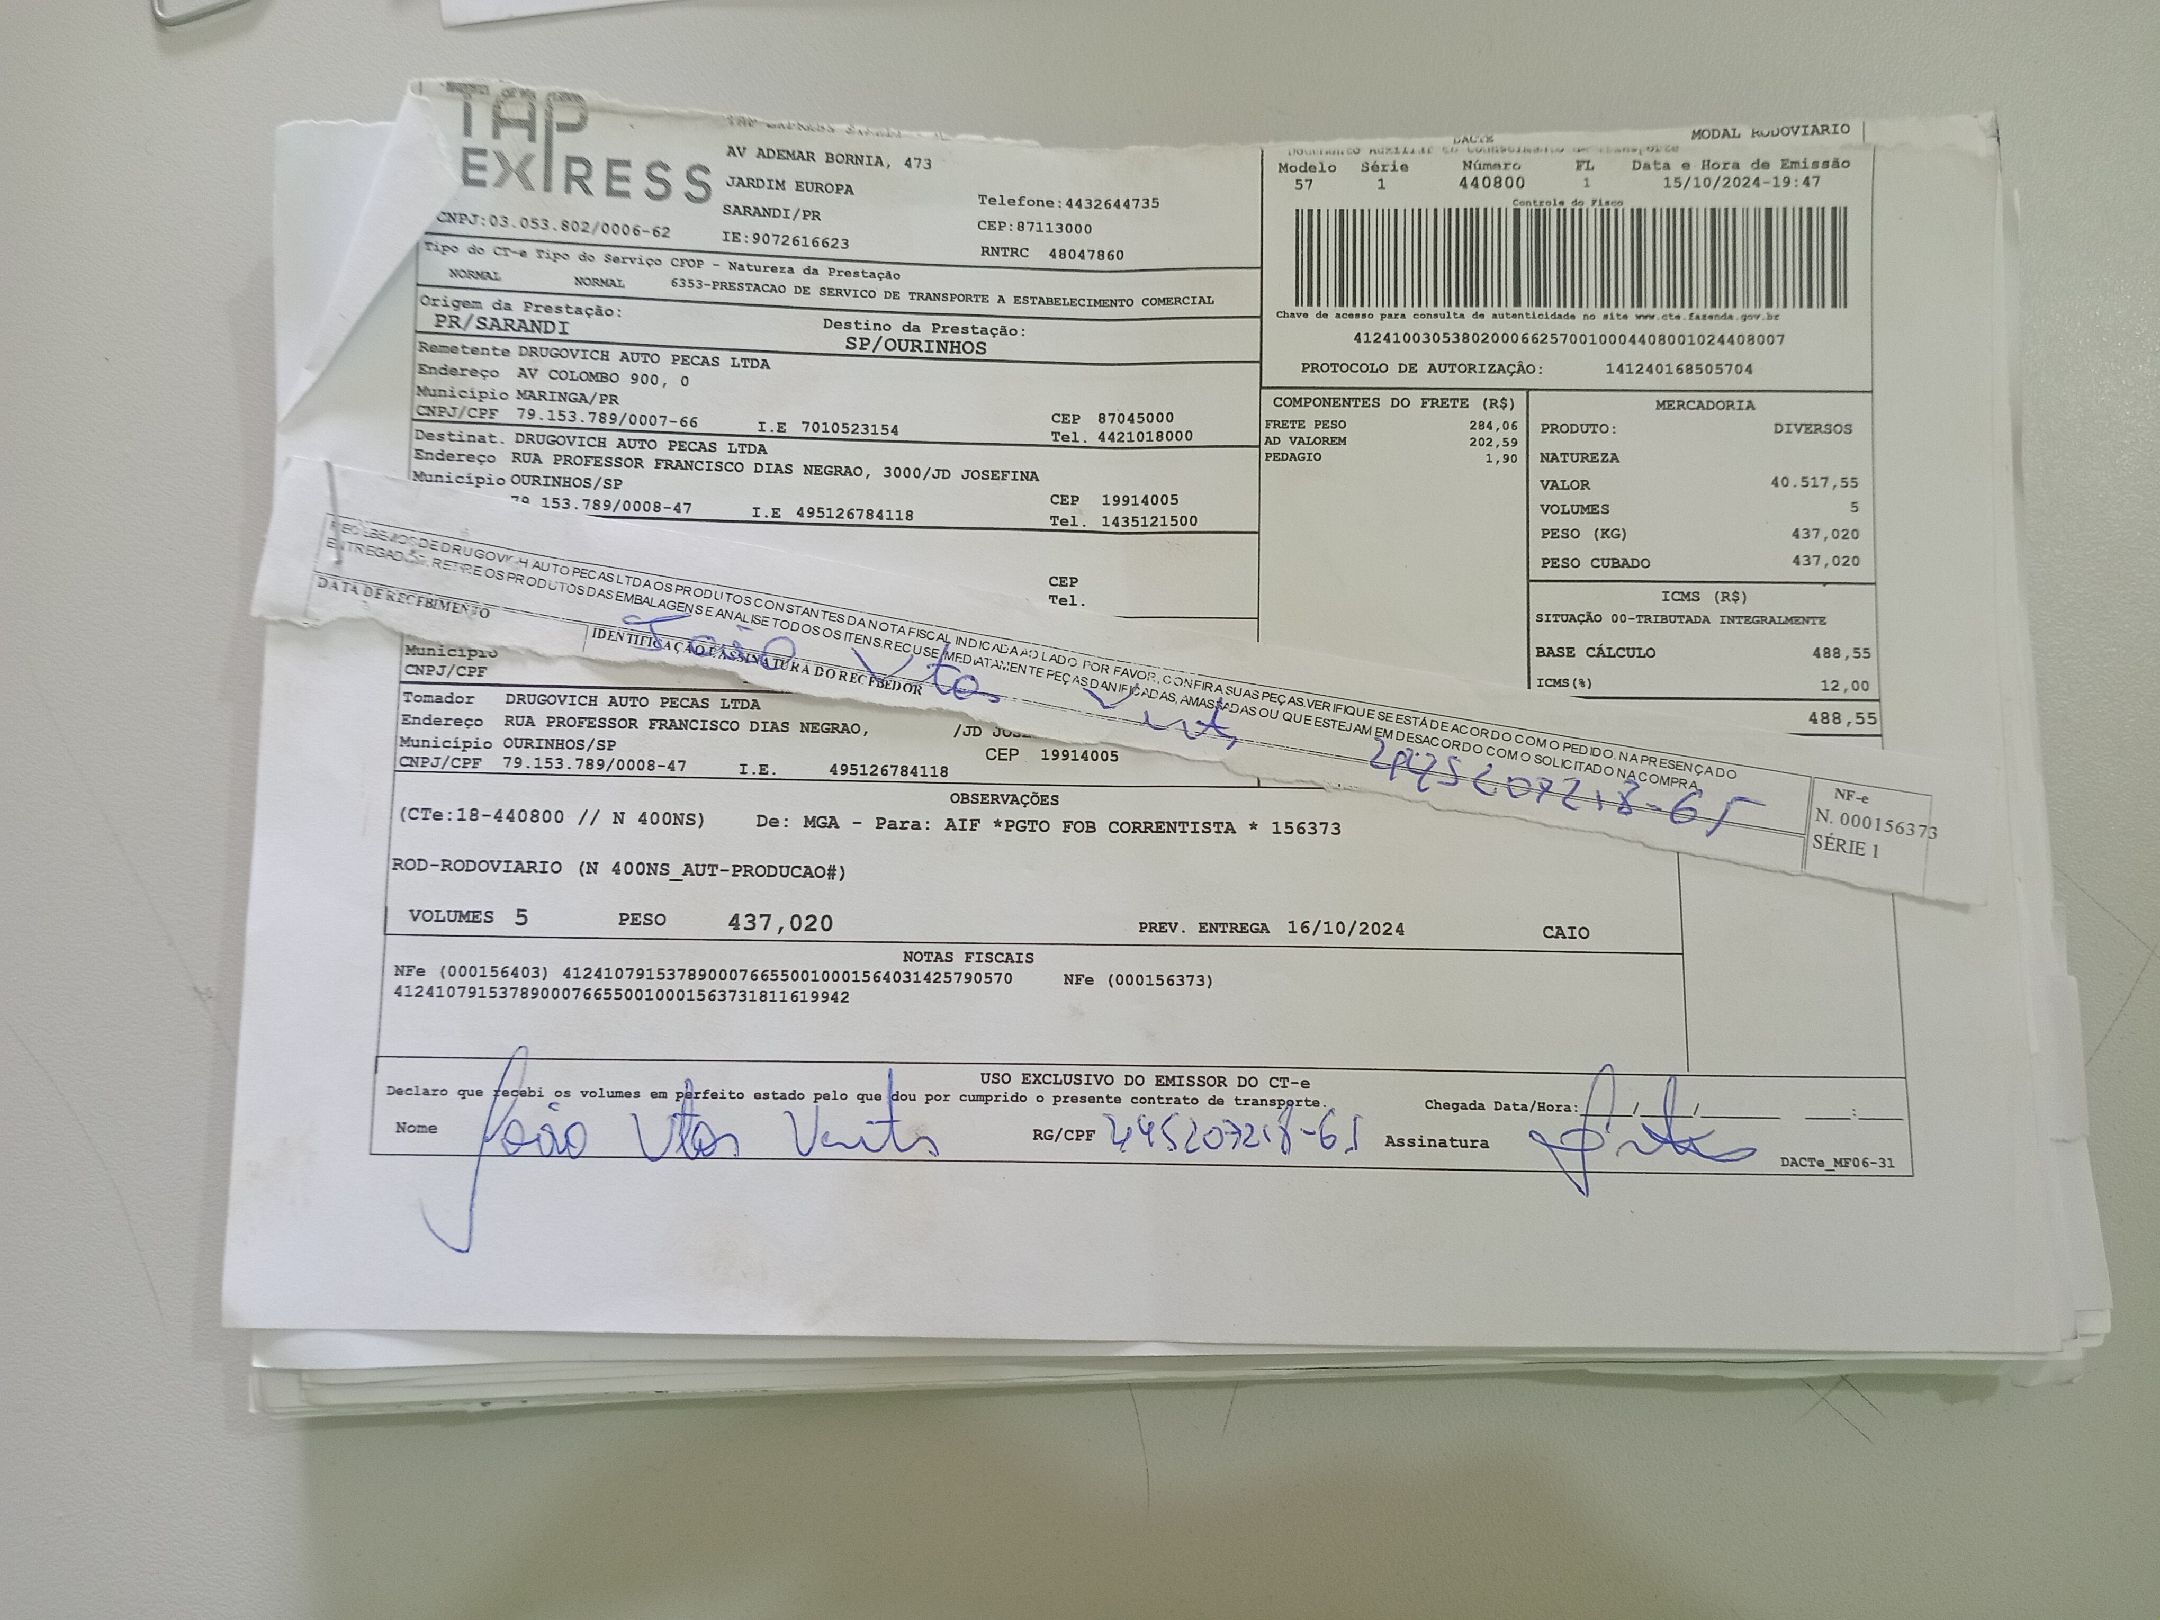 TAP
EXPRESS
AV ADEMAR BORNIA, 473
JARDIM EUROPA
SARANDI/PR
IE:9072616623
Telefone:4432644735
CEP:87113000
RNTRC 48047860
CNPJ:03.053.802/0006-62
Tipo do CT-e Tipo do Serviço CFOP - Natureza da Prestação
NORMAL NORMAL 6353-PRESTACAO DE SERVICO DE TRANSPORTE A ESTABELECIMENTO COMERCIAL
Origem da Prestação: Destino da Prestação:
PR/SARANDI SP/OURINHOS
Remetente DRUGOVICH AUTO PECAS LTDA
Endereço AV COLOMBO 900, 0
Município MARINGA/PR CEP 87045000
CNPJ/CPF 79.153.789/0007-66 I.E 7010523154 Tel. 4421018000
Destinat. DRUGOVICH AUTO PECAS LTDA
Endereço RUA PROFESSOR FRANCISCO DIAS NEGRAO, 3000/JD JOSEFINA
Município OURINHOS/SP CEP 19914005
79.153.789/0008-47 I.E 495126784118 Tel. 1435121500
CEP
Tel.
DACTE MODAL RODOVIARIO
Modelo Série Número FL Data e Hora de Emissão
57 1 440800 1 15/10/2024-19:47
Controle do Fisco
Chave de acesso para consulta de autenticidade no site www.cte.fazenda.gov.br
41241003053802000662570010004408001024408007
PROTOCOLO DE AUTORIZAÇÃO: 141240168505704
COMPONENTES DO FRETE (R$)
FRETE PESO 284,06
AD VALOREM 202,59
PEDAGIO 1,90
MERCADORIA
PRODUTO: DIVERSOS
NATUREZA
VALOR 40.517,55
VOLUMES 5
PESO (KG) 437,020
PESO CUBADO 437,020
ICMS (R$)
SITUAÇÃO 00-TRIBUTADA INTEGRALMENTE
BASE CÁLCULO 488,55
ICMS(%) 12,00
488,55
RECEBEMOS DE DRUGOVICH AUTO PECAS LTDA OS PRODUTOS CONSTANTES DA NOTA FISCAL INDICADA AO LADO. POR FAVOR, CONFIRA SUAS PEÇAS. VERIFIQUE SE ESTÁ DE ACORDO COM O PEDIDO. NA PRESENÇA DO
ENTREGADOR, RETIRE OS PRODUTOS DAS EMBALAGENS E ANALISE TODOS OS ITENS. RECUSE IMEDIATAMENTE PEÇAS DANIFICADAS, AMASSADAS OU QUE ESTEJAM EM DESACORDO COM O SOLICITADO NA COMPRA.
DATA DE RECEBIMENTO IDENTIFICAÇÃO E ASSINATURA DO RECEBEDOR
João
NF-e
N. 000156373
SÉRIE 1
Município
CNPJ/CPF
Tomador DRUGOVICH AUTO PECAS LTDA
Endereço RUA PROFESSOR FRANCISCO DIAS NEGRAO, /JD
Município OURINHOS/SP CEP 19914005
CNPJ/CPF 79.153.789/0008-47 I.E. 495126784118
OBSERVAÇÕES
(CTe:18-440800 // N 400NS) De: MGA - Para: AIF *PGTO FOB CORRENTISTA * 156373
ROD-RODOVIARIO (N 400NS_AUT-PRODUCAO#)
VOLUMES 5 PESO 437,020 PREV. ENTREGA 16/10/2024 CAIO
NOTAS FISCAIS
NFe (000156403) 41241079153789000766550010001564031425790570 NFe (000156373)
41241079153789000766550010001563731811619942
USO EXCLUSIVO DO EMISSOR DO CT-e
Declaro que recebi os volumes em perfeito estado pelo que dou por cumprido o presente contrato de transporte. Chegada Data/Hora:____/____/________ ____:____
Nome João RG/CPF Assinatura
DACTe_MF06-31